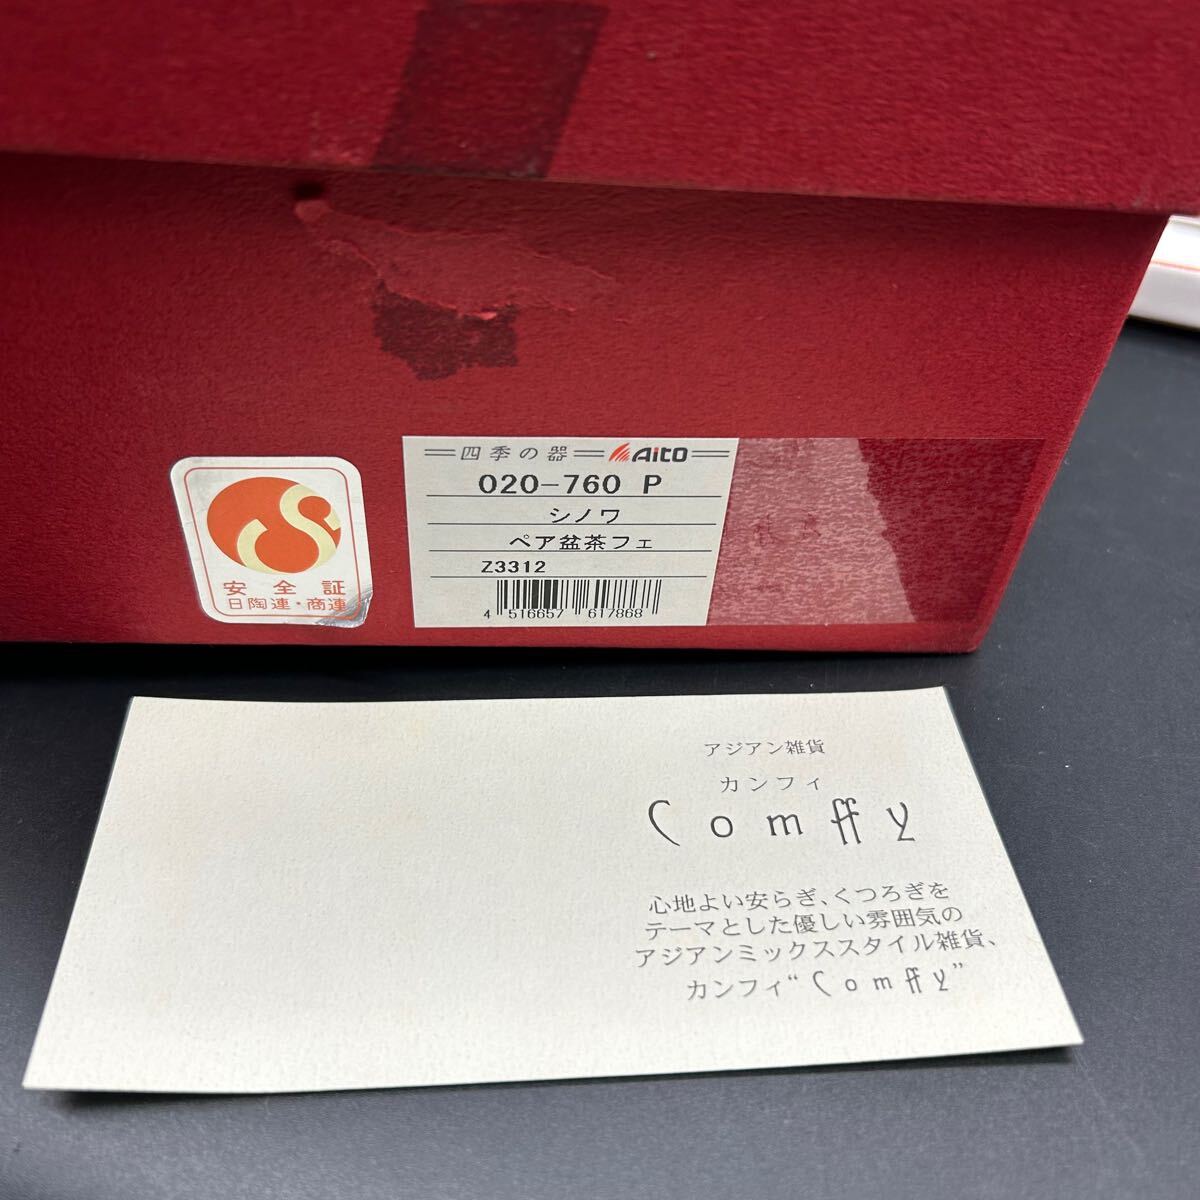 四季の器 Aito
020-760 P
シノワ
ペア盆茶フェ
Z3312
4 516657 617868
安全証
日陶連・商連
アジアン雑貨
カンフィ
Comffy
心地よい安らぎ、くつろぎを
テーマとした優しい雰囲気の
アジアンミックススタイル雑貨、
カンフィ“Comffy”